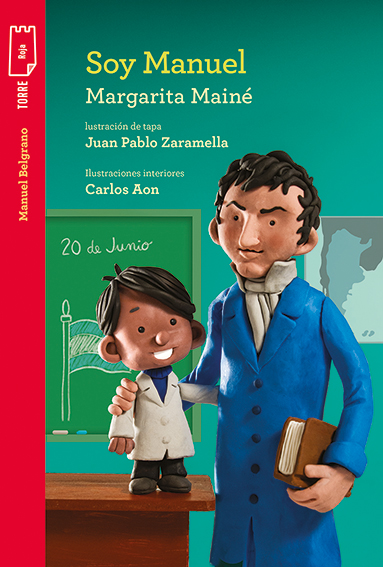 Soy Manuel
Margarita Mainé
lustración de tapa
Juan Pablo Zaramella
Ilustraciones interiores
Carlos Aon
TORRE
Roja
Manuel Belgrano
20 de Junio